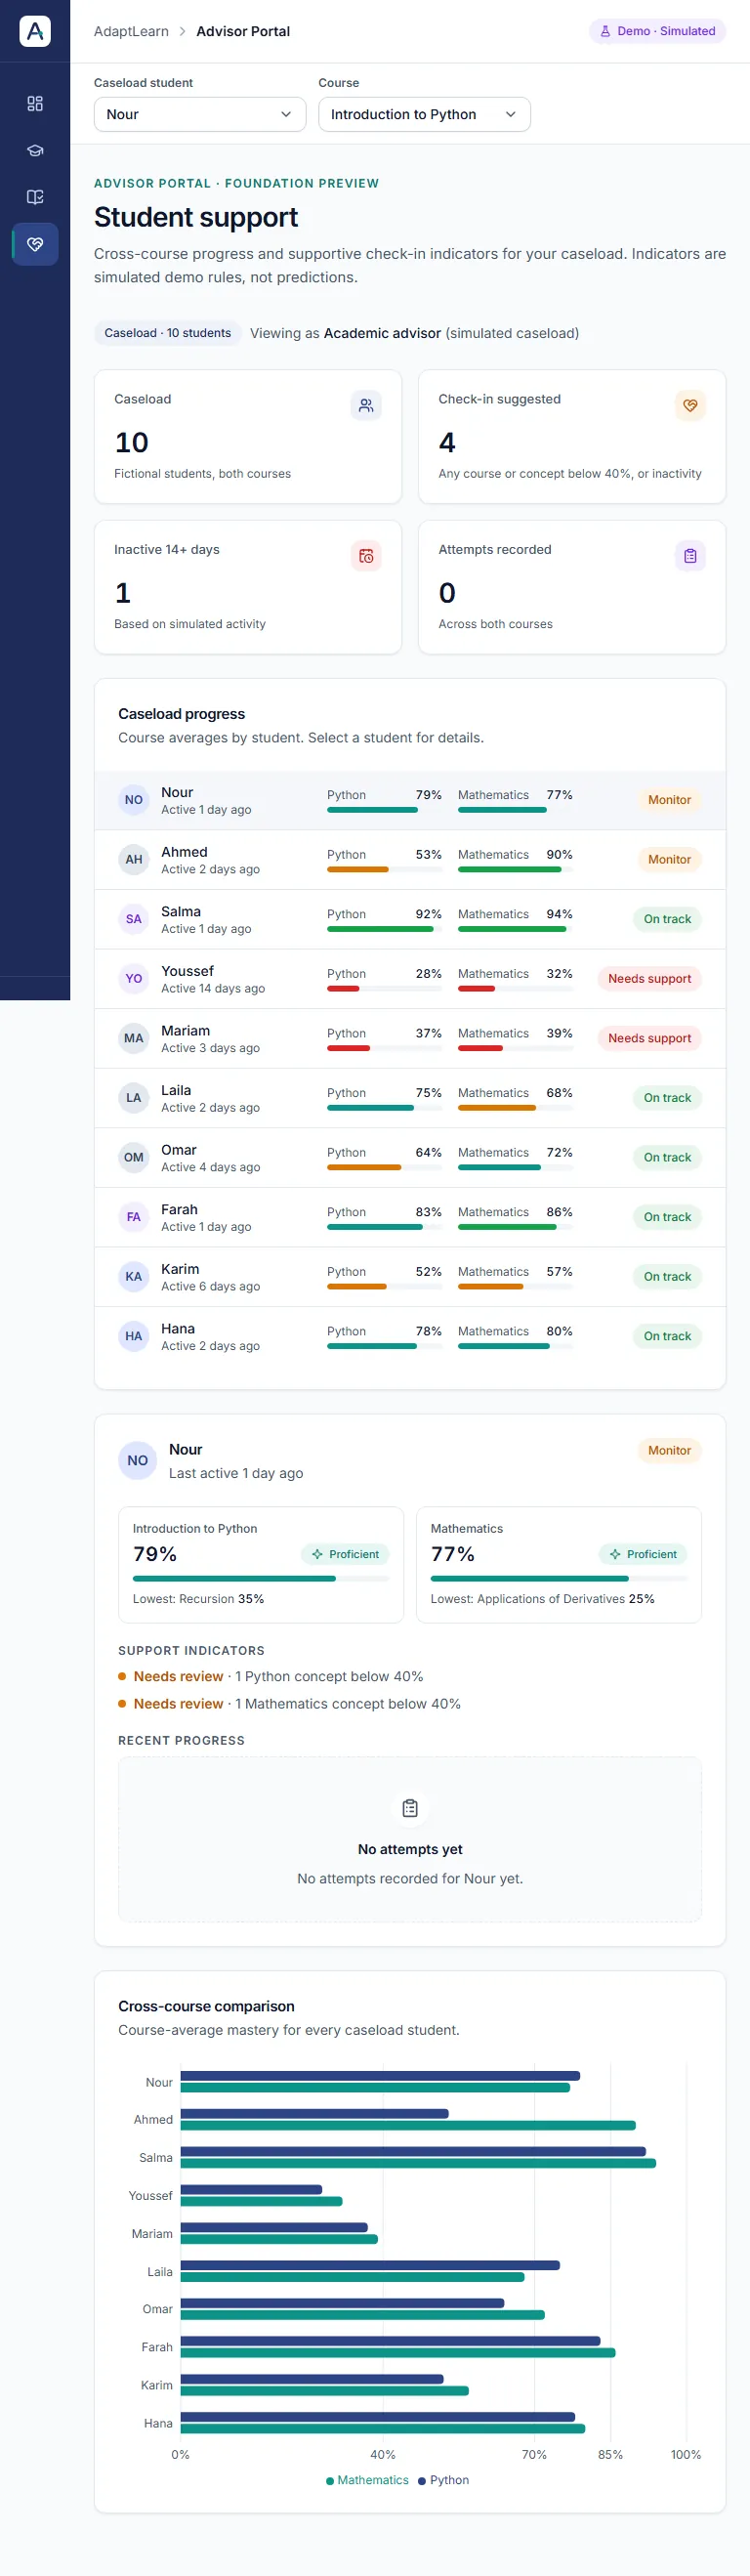 A
AdaptLearn > Advisor Portal
Demo · Simulated
Caseload student
Course
Nour
Introduction to Python
ADVISOR PORTAL · FOUNDATION PREVIEW
Student support
Cross-course progress and supportive check-in indicators for your caseload. Indicators are
simulated demo rules, not predictions.
Caseload · 10 students Viewing as Academic advisor (simulated caseload)
Caseload
10
Fictional students, both courses
Check-in suggested
4
Any course or concept below 40%, or inactivity
Inactive 14+ days
1
Based on simulated activity
Attempts recorded
0
Across both courses
Caseload progress
Course averages by student. Select a student for details.
NO Nour Python 79% Mathematics 77% Monitor
Active 1 day ago
AH Ahmed Python 53% Mathematics 90% Monitor
Active 2 days ago
SA Salma Python 92% Mathematics 94% On track
Active 1 day ago
YO Youssef Python 28% Mathematics 32% Needs support
Active 14 days ago
MA Mariam Python 37% Mathematics 39% Needs support
Active 3 days ago
LA Laila Python 75% Mathematics 68% On track
Active 2 days ago
OM Omar Python 64% Mathematics 72% On track
Active 4 days ago
FA Farah Python 83% Mathematics 86% On track
Active 1 day ago
KA Karim Python 52% Mathematics 57% On track
Active 6 days ago
HA Hana Python 78% Mathematics 80% On track
Active 2 days ago
NO Nour Monitor
Last active 1 day ago
Introduction to Python
79% Proficient
Lowest: Recursion 35%
Mathematics
77% Proficient
Lowest: Applications of Derivatives 25%
SUPPORT INDICATORS
Needs review · 1 Python concept below 40%
Needs review · 1 Mathematics concept below 40%
RECENT PROGRESS
No attempts yet
No attempts recorded for Nour yet.
Cross-course comparison
Course-average mastery for every caseload student.
Nour
Ahmed
Salma
Youssef
Mariam
Laila
Omar
Farah
Karim
Hana
0% 40% 70% 85% 100%
Mathematics Python